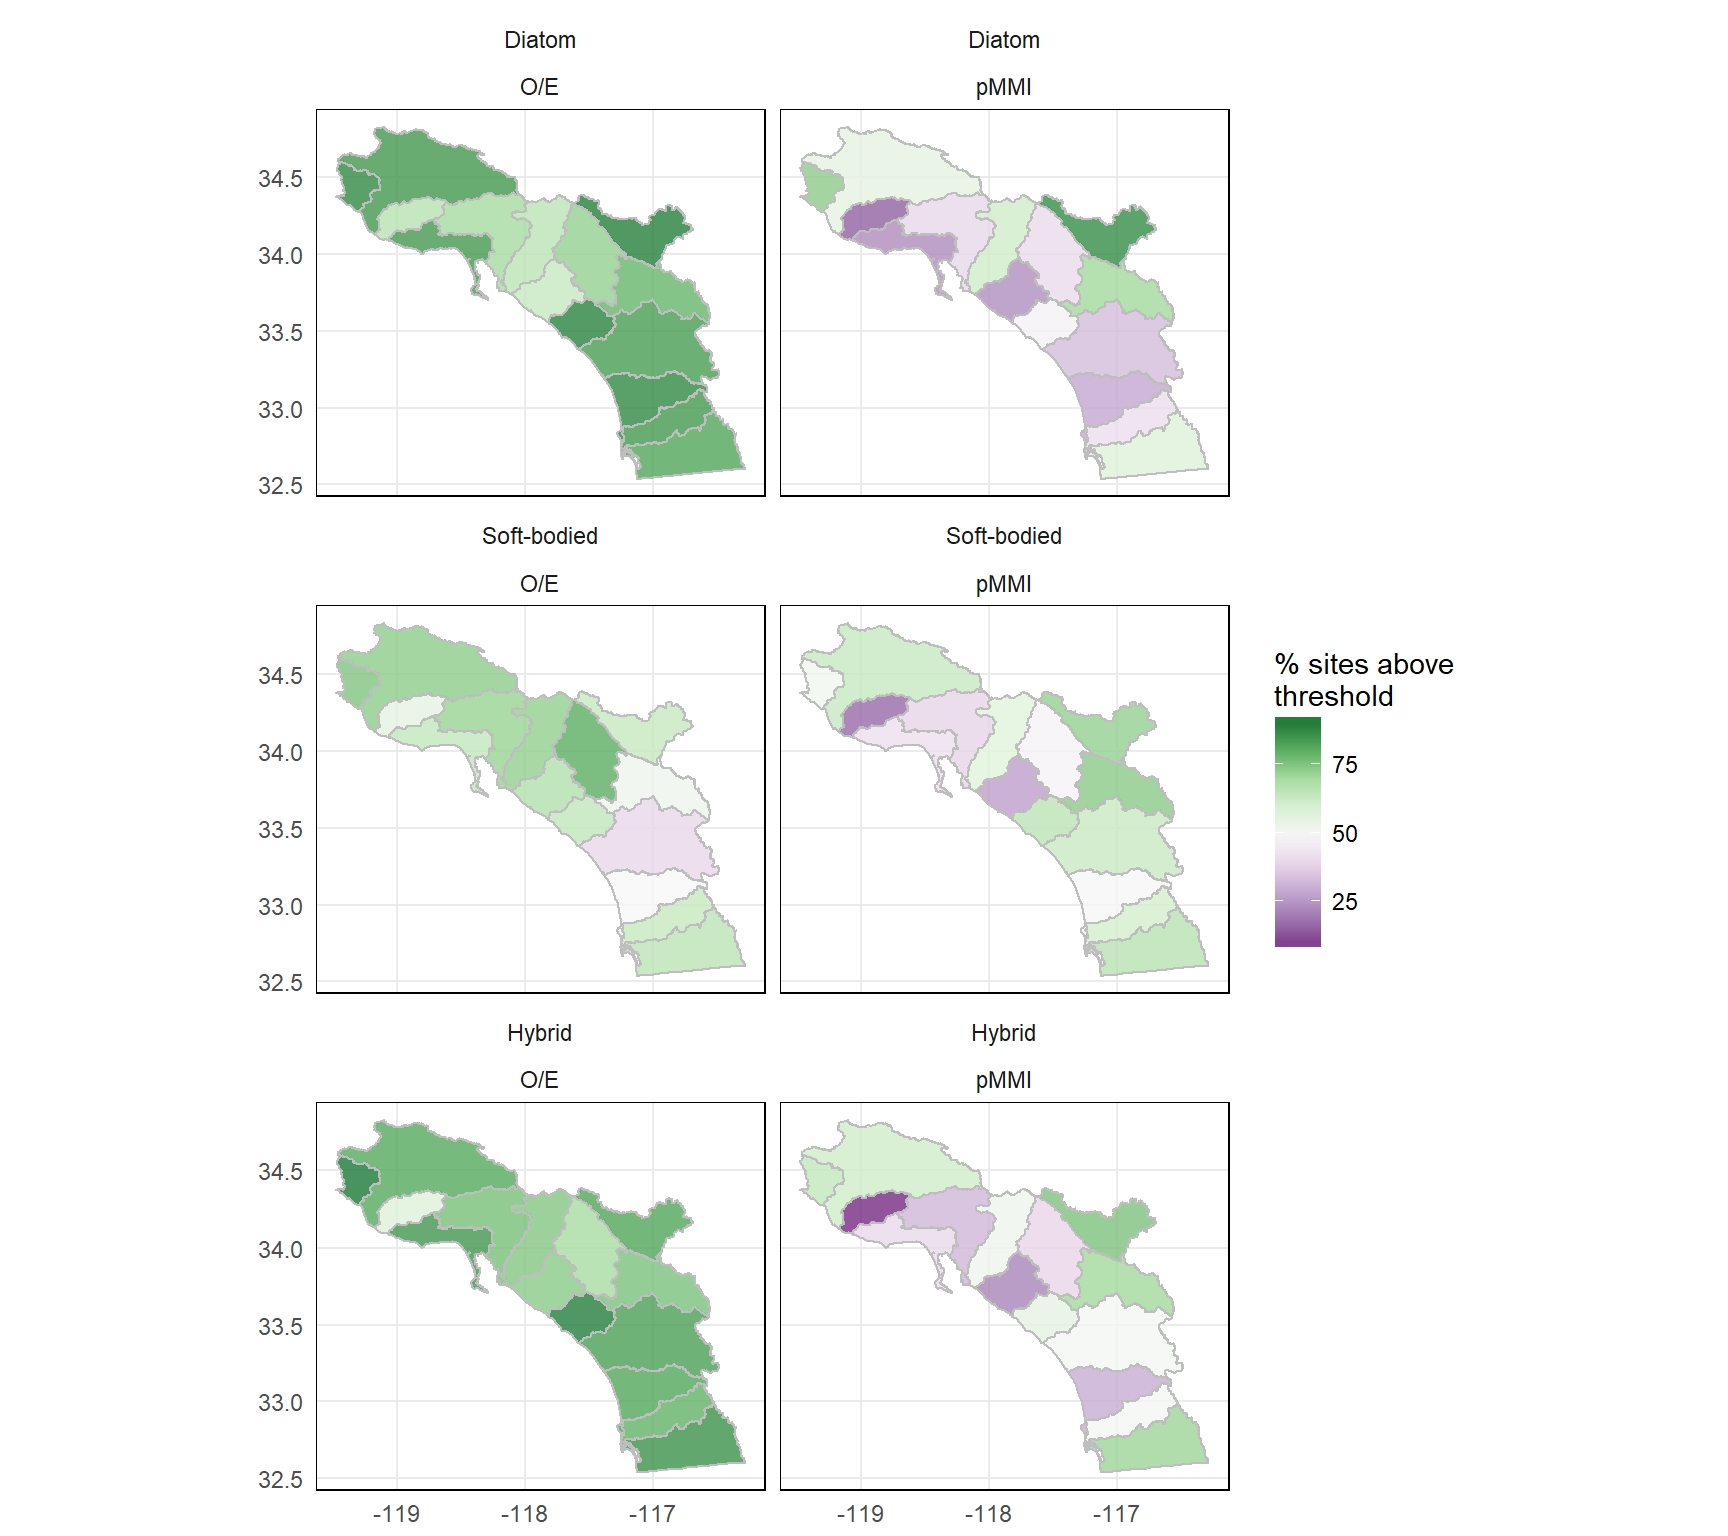 Diatom Diatom
O/E pMMI
34.5
34.0
33.5
33.0
32.5
Soft-bodied Soft-bodied
O/E pMMI
34.5
34.0
33.5
33.0
32.5
% sites above
threshold
75
50
25
Hybrid Hybrid
O/E pMMI
34.5
34.0
33.5
33.0
32.5
-119 -118 -117 -119 -118 -117